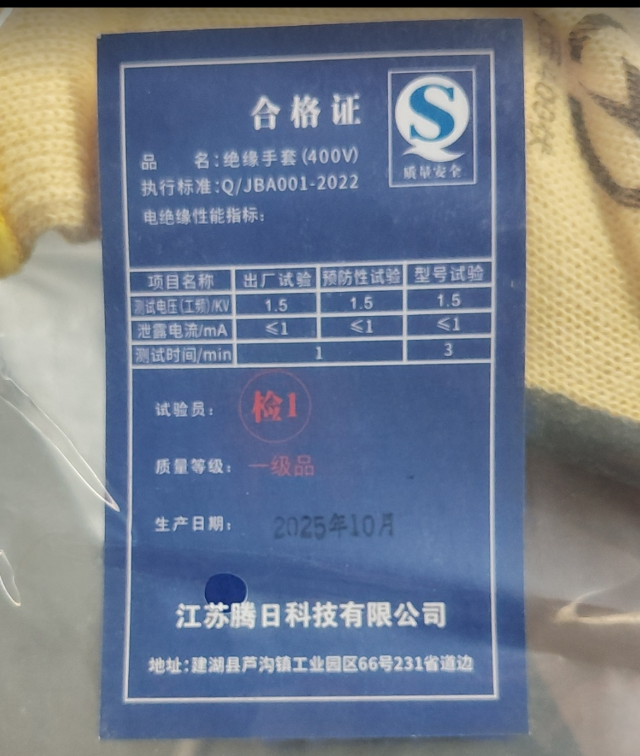 合格证
S
质量安全
品 名:绝缘手套(400V)
执行标准:Q/JBA001-2022
电绝缘性能指标:
项目名称 出厂试验 预防性试验 型号试验
测试电压(工频)/KV 1.5 1.5 1.5
泄露电流/mA ≤1 ≤1 ≤1
测试时间/min 1 3
试验员: 检1
质量等级: 一级品
生产日期: 2025年10月
江苏腾日科技有限公司
地址:建湖县芦沟镇工业园区66号231省道边